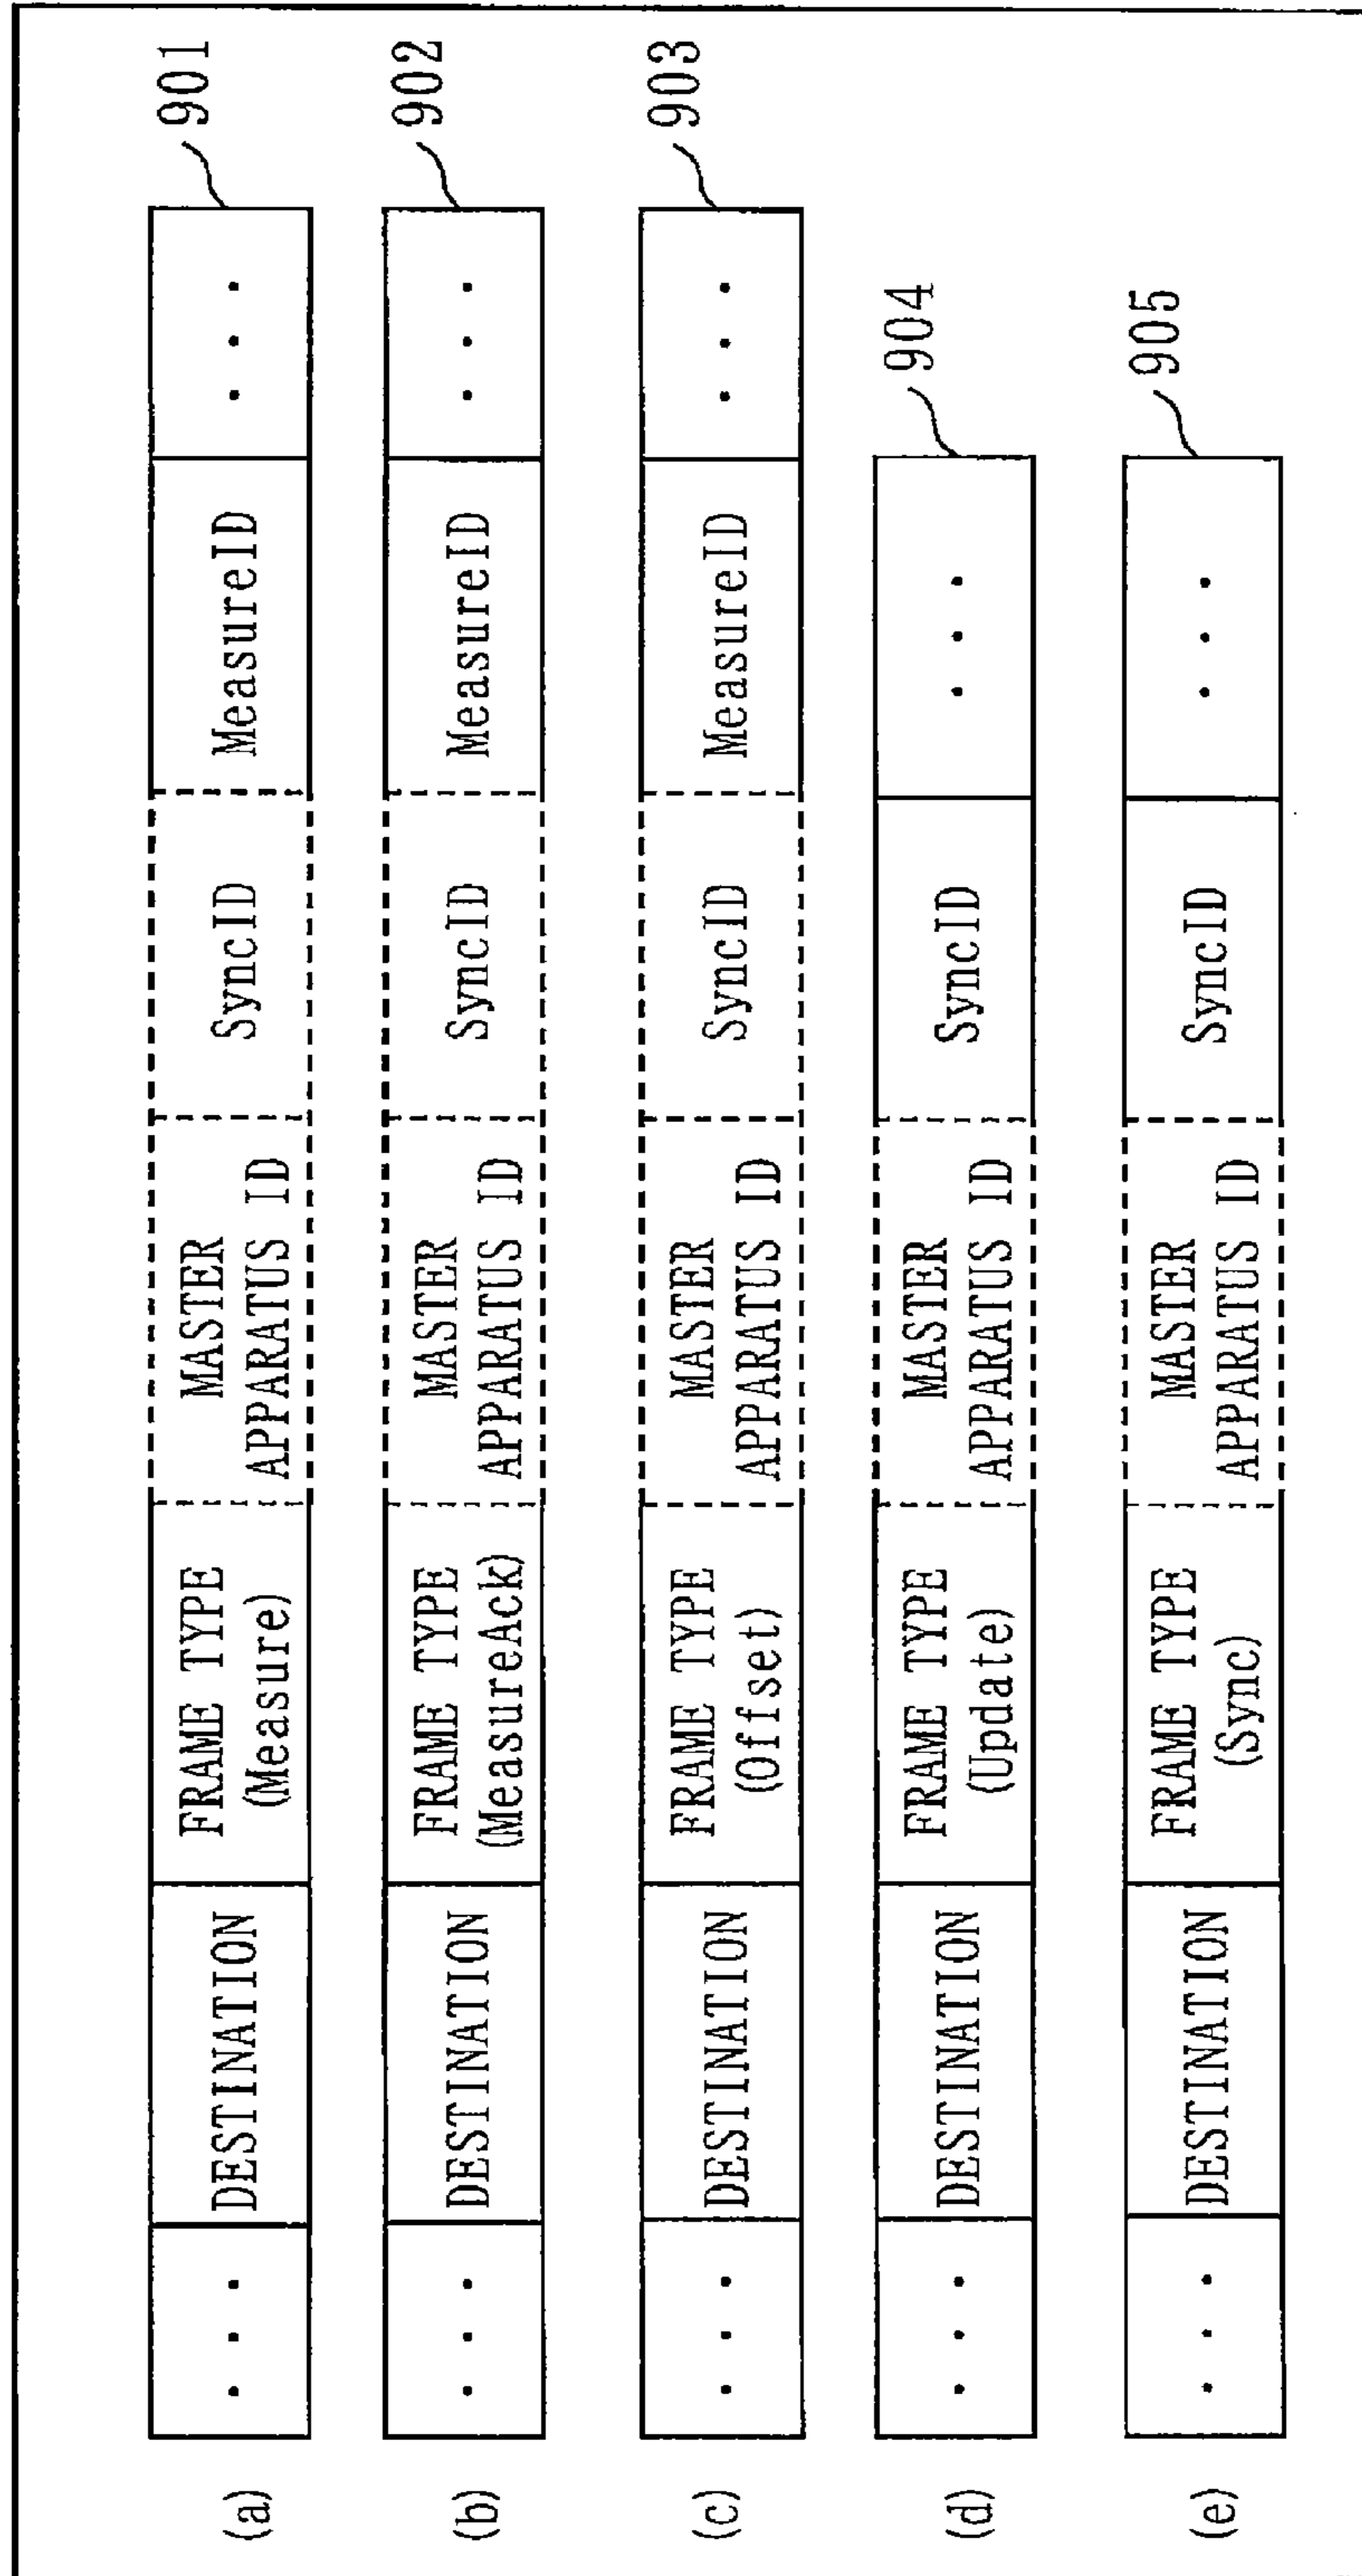 (a)
. . .
DESTINATION
FRAME TYPE
(Measure)
MASTER
APPARATUS ID
SyncID
MeasureID
. . .
901
(b)
. . .
DESTINATION
FRAME TYPE
(MeasureAck)
MASTER
APPARATUS ID
SyncID
MeasureID
. . .
902
(c)
. . .
DESTINATION
FRAME TYPE
(Offset)
MASTER
APPARATUS ID
SyncID
MeasureID
. . .
903
(d)
. . .
DESTINATION
FRAME TYPE
(Update)
MASTER
APPARATUS ID
SyncID
. . .
904
(e)
. . .
DESTINATION
FRAME TYPE
(Sync)
MASTER
APPARATUS ID
SyncID
. . .
905